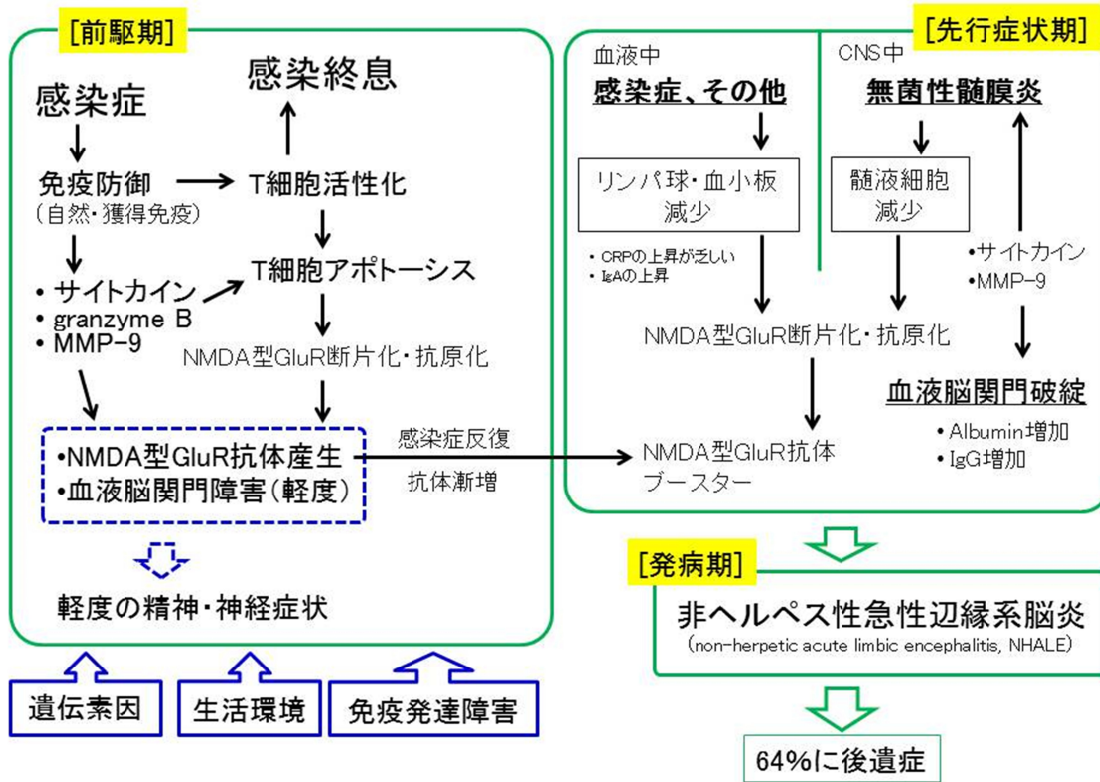 [前駆期]
感染症
感染終息
免疫防御
(自然・獲得免疫)
T細胞活性化
T細胞アポトーシス
• サイトカイン
• granzyme B
• MMP-9
NMDA型GluR断片化・抗原化
•NMDA型GluR抗体産生
•血液脳関門障害(軽度)
軽度の精神・神経症状
遺伝素因
生活環境
免疫発達障害
感染症反復
抗体漸増
[先行症状期]
血液中
感染症、その他
リンパ球・血小板
減少
• CRPの上昇が乏しい
• IgAの上昇
CNS中
無菌性髄膜炎
髄液細胞
減少
•サイトカイン
•MMP-9
NMDA型GluR断片化・抗原化
血液脳関門破綻
• Albumin増加
• IgG増加
NMDA型GluR抗体
ブースター
[発病期]
非ヘルペス性急性辺縁系脳炎
(non-herpetic acute limbic encephalitis, NHALE)
64%に後遺症